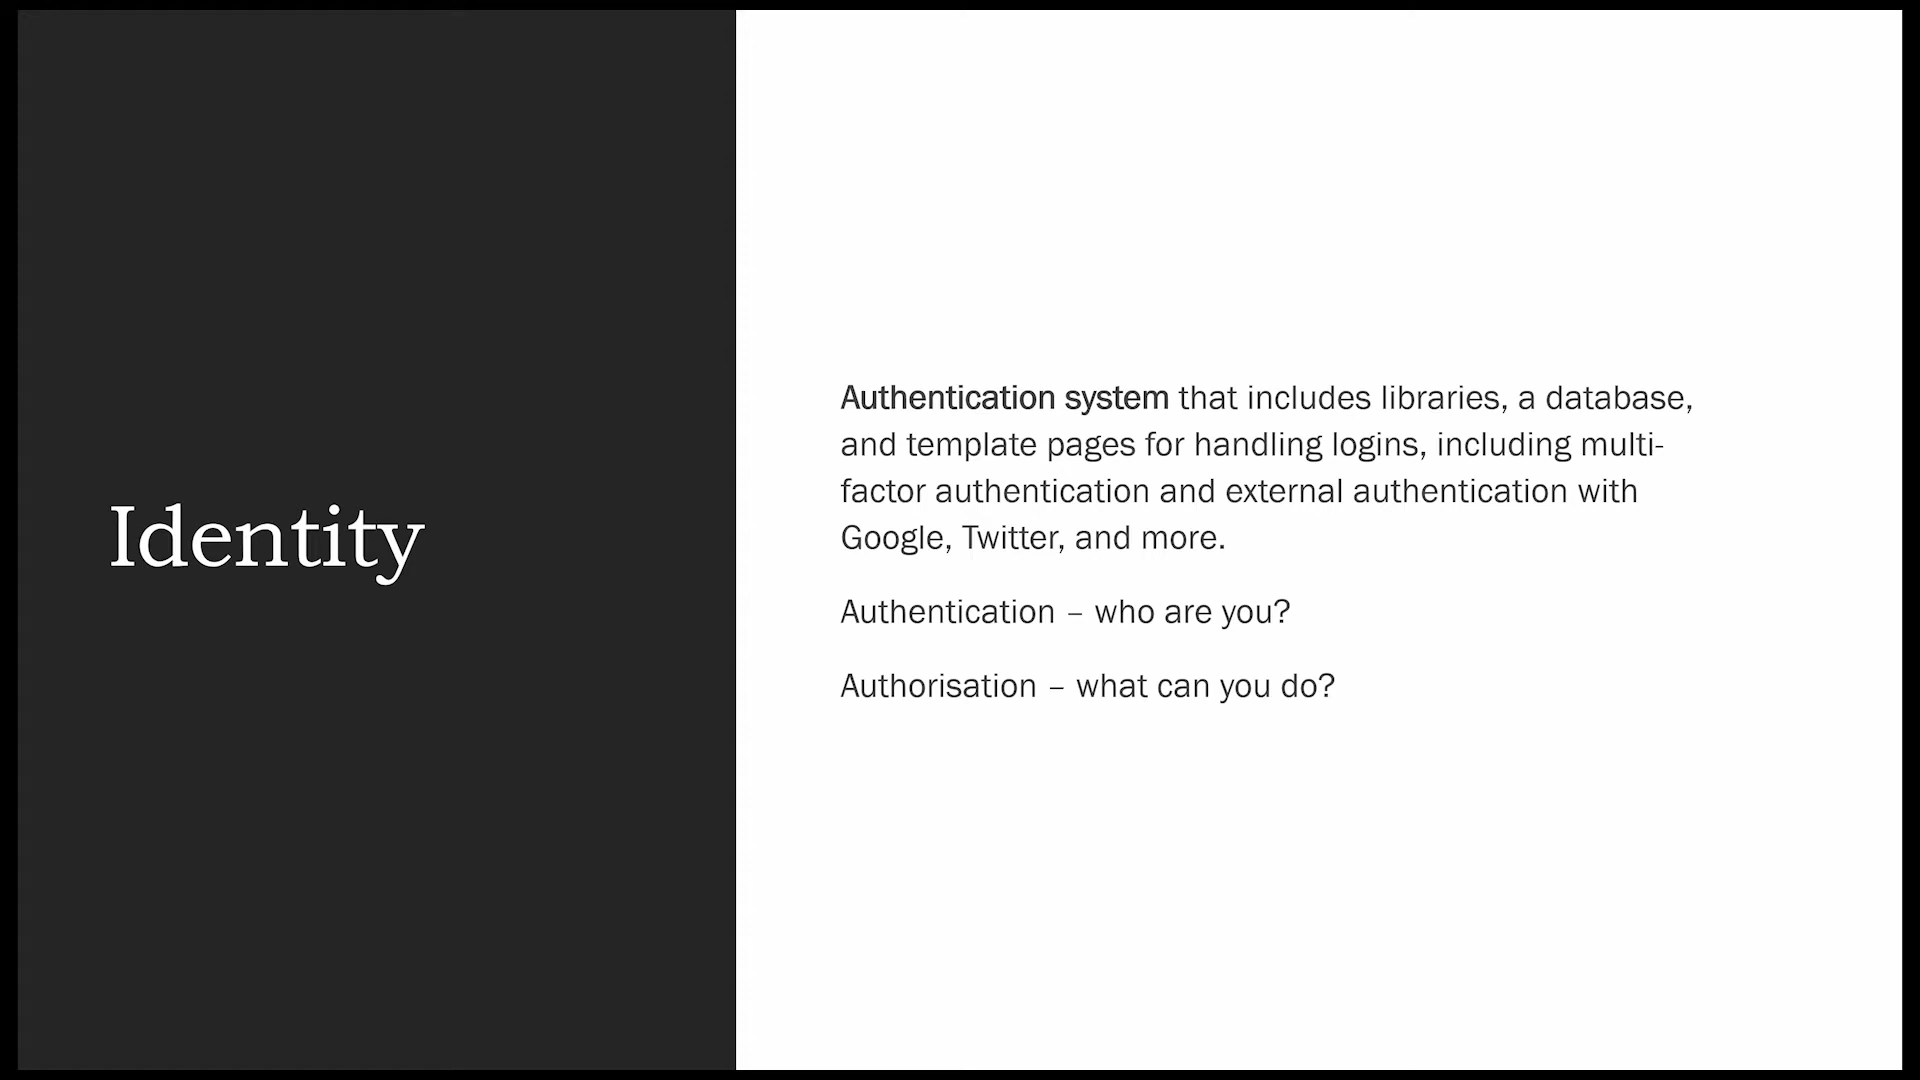 Identity
Authentication system that includes libraries, a database,
and template pages for handling logins, including multi-
factor authentication and external authentication with
Google, Twitter, and more.
Authentication – who are you?
Authorisation – what can you do?